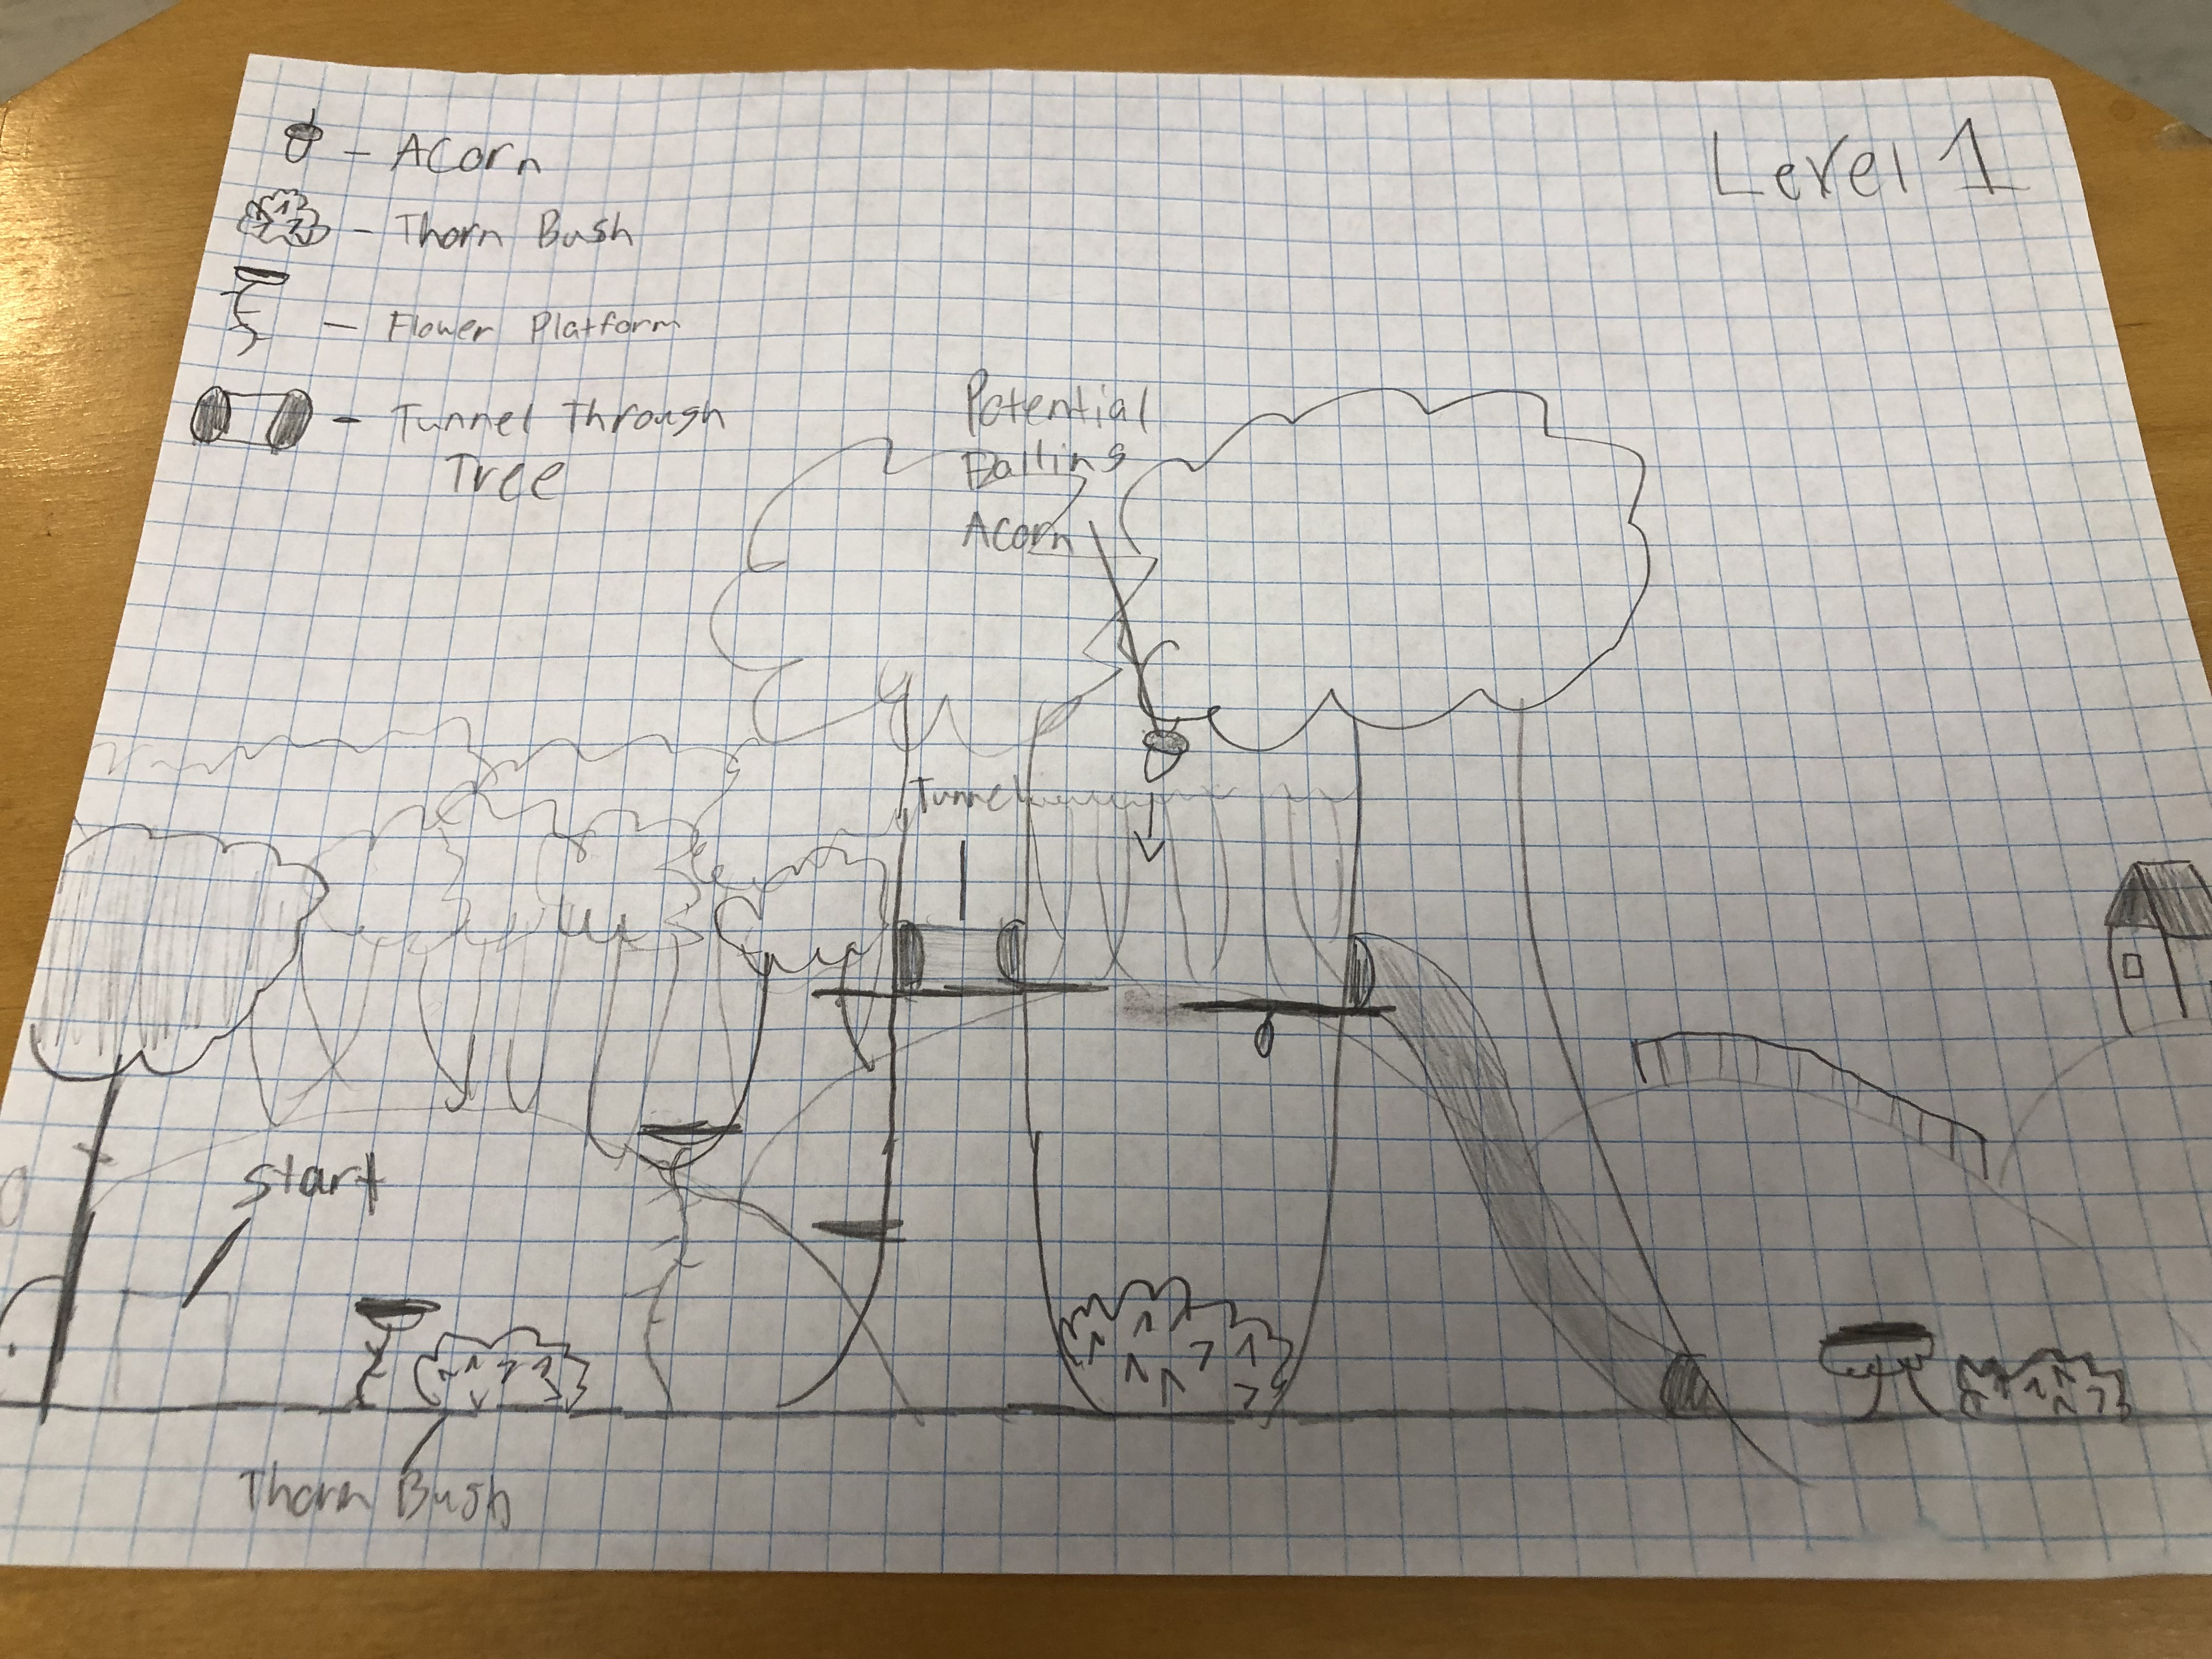 Level 1
- Acorn
- Thorn Bush
- Flower Platform
- Tunnel through
Tree
Potential
Falling
Acorn
Tunnel
Start
Thorn Bush